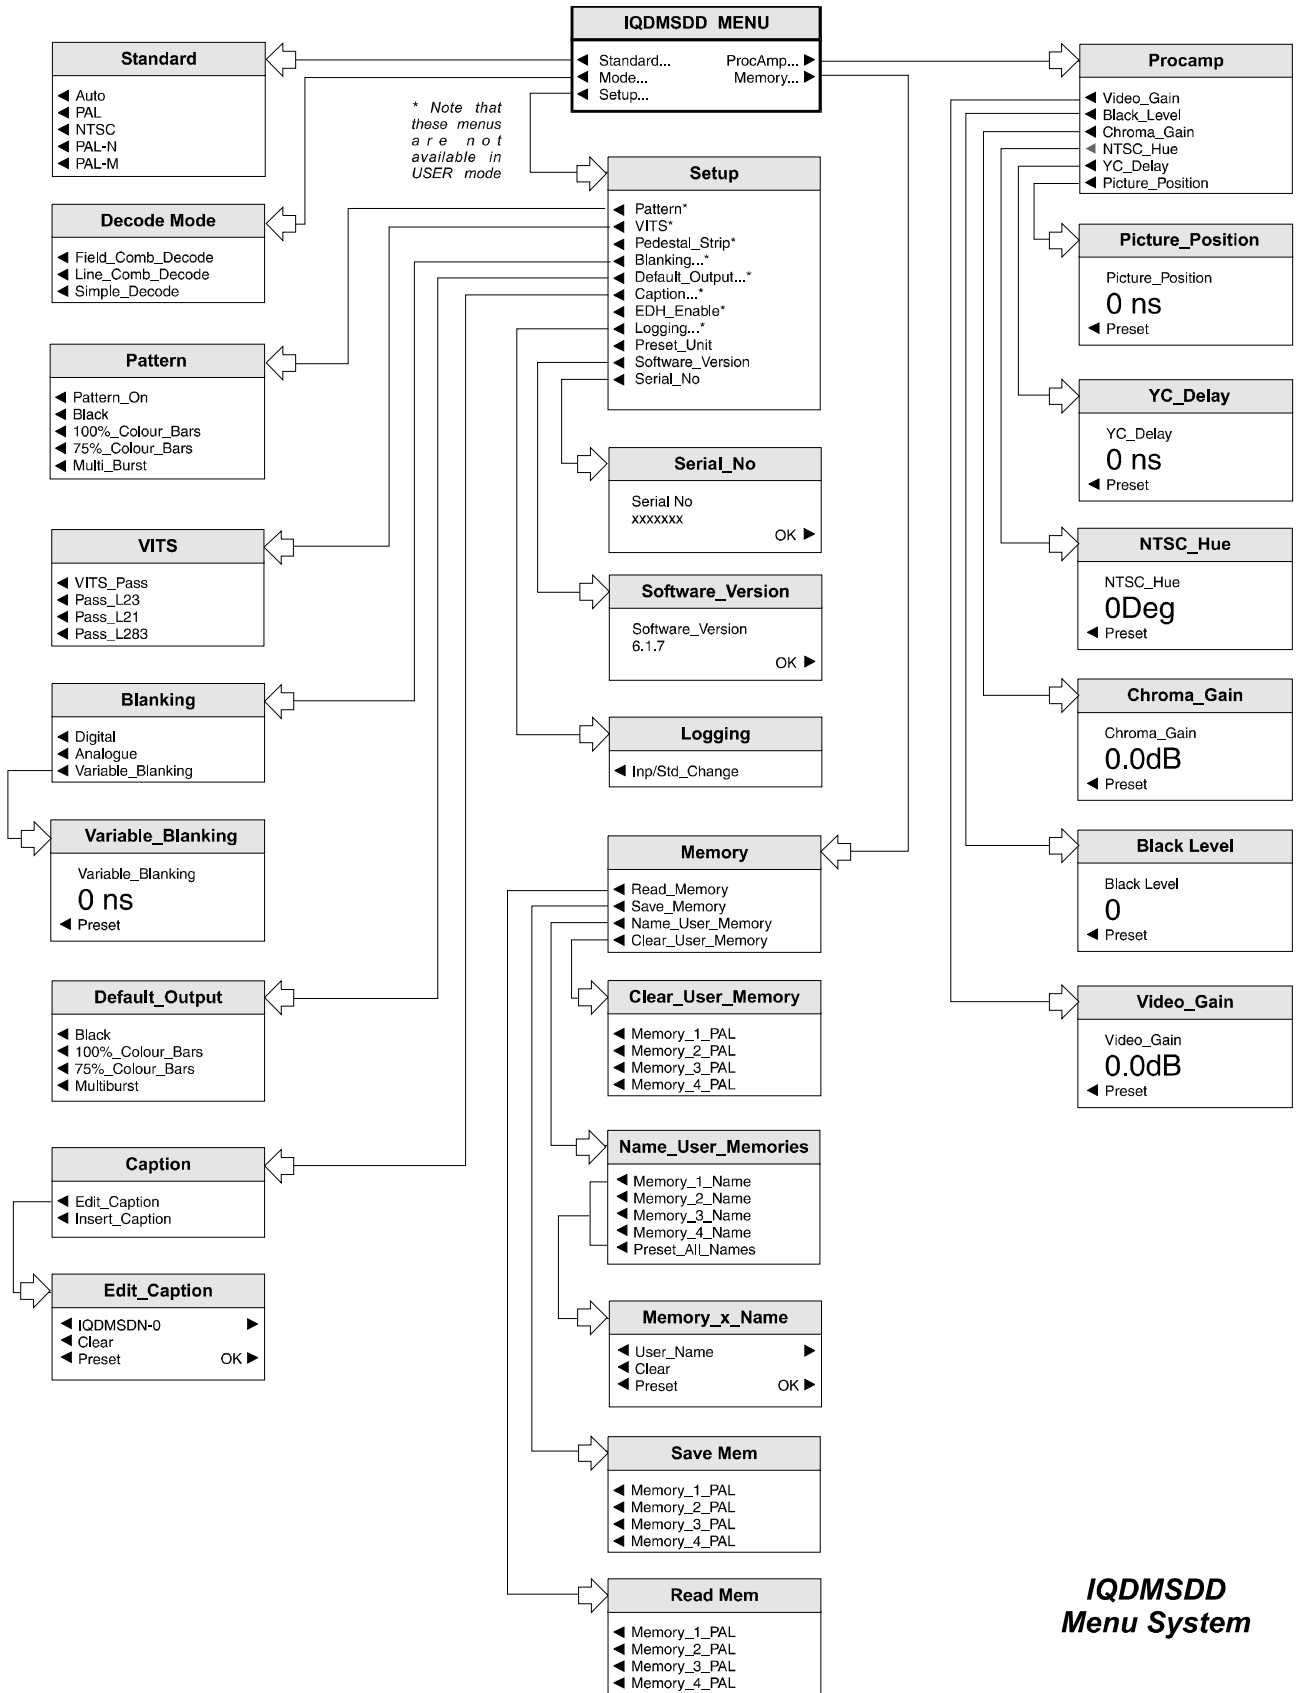 IQDMSDD MENU
◄ Standard... ProcAmp... ►
◄ Mode... Memory... ►
◄ Setup...
Standard
◄ Auto
◄ PAL
◄ NTSC
◄ PAL-N
◄ PAL-M
* Note that
these menus
are not
available in
USER mode
Decode Mode
◄ Field_Comb_Decode
◄ Line_Comb_Decode
◄ Simple_Decode
Pattern
◄ Pattern_On
◄ Black
◄ 100%_Colour_Bars
◄ 75%_Colour_Bars
◄ Multi_Burst
VITS
◄ VITS_Pass
◄ Pass_L23
◄ Pass_L21
◄ Pass_L283
Blanking
◄ Digital
◄ Analogue
◄ Variable_Blanking
Variable_Blanking
Variable_Blanking
0 ns
◄ Preset
Default_Output
◄ Black
◄ 100%_Colour_Bars
◄ 75%_Colour_Bars
◄ Multiburst
Caption
◄ Edit_Caption
◄ Insert_Caption
Edit_Caption
◄ IQDMSDN-0 ►
◄ Clear
◄ Preset OK ►
Setup
◄ Pattern*
◄ VITS*
◄ Pedestal_Strip*
◄ Blanking...*
◄ Default_Output...*
◄ Caption...*
◄ EDH_Enable*
◄ Logging...*
◄ Preset_Unit
◄ Software_Version
◄ Serial_No
Serial_No
Serial No
xxxxxxx
OK ►
Software_Version
Software_Version
6.1.7
OK ►
Logging
◄ Inp/Std_Change
Memory
◄ Read_Memory
◄ Save_Memory
◄ Name_User_Memory
◄ Clear_User_Memory
Clear_User_Memory
◄ Memory_1_PAL
◄ Memory_2_PAL
◄ Memory_3_PAL
◄ Memory_4_PAL
Name_User_Memories
◄ Memory_1_Name
◄ Memory_2_Name
◄ Memory_3_Name
◄ Memory_4_Name
◄ Preset_All_Names
Memory_x_Name
◄ User_Name ►
◄ Clear
◄ Preset OK ►
Save Mem
◄ Memory_1_PAL
◄ Memory_2_PAL
◄ Memory_3_PAL
◄ Memory_4_PAL
Read Mem
◄ Memory_1_PAL
◄ Memory_2_PAL
◄ Memory_3_PAL
◄ Memory_4_PAL
Procamp
◄ Video_Gain
◄ Black_Level
◄ Chroma_Gain
◄ NTSC_Hue
◄ YC_Delay
◄ Picture_Position
Picture_Position
Picture_Position
0 ns
◄ Preset
YC_Delay
YC_Delay
0 ns
◄ Preset
NTSC_Hue
NTSC_Hue
0Deg
◄ Preset
Chroma_Gain
Chroma_Gain
0.0dB
◄ Preset
Black Level
Black Level
0
◄ Preset
Video_Gain
Video_Gain
0.0dB
◄ Preset
IQDMSDD
Menu System